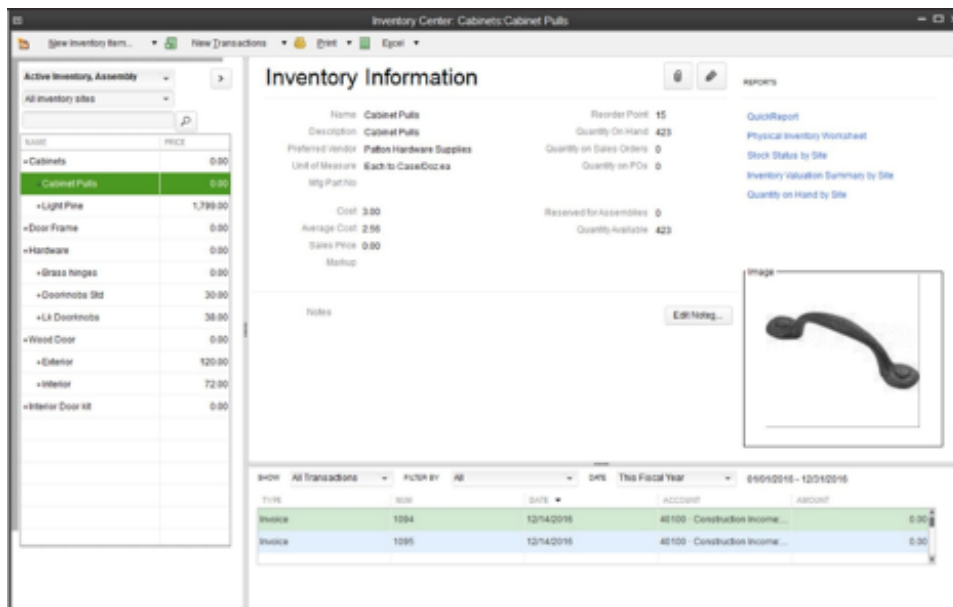 Inventory Center: Cabinets:Cabinet Pulls
New Inventory Item... New Transactions Print Excel
Active Inventory, Assembly
All inventory sites
NAME PRICE
Cabinets 0.00
Cabinet Pulls 0.00
Light Pine 1,799.00
Door Frame 0.00
Hardware 0.00
Brass hinges 0.00
Doorknobs Std 30.00
Lk Doorknobs 38.00
Wood Door 0.00
Exterior 120.00
Interior 72.00
Interior Door kit 0.00
Inventory Information
Name Cabinet Pulls
Description Cabinet Pulls
Preferred Vendor Patton Hardware Supplies
Unit of Measure Each to Case/Doz:ea
Mfg Part No
Cost 3.00
Average Cost 2.56
Sales Price 0.00
Markup
Reorder Point 15
Quantity On Hand 423
Quantity on Sales Orders 0
Quantity on POs 0
Reserved for Assemblies 0
Quantity Available 423
Notes
Edit Notes...
REPORTS
QuickReport
Physical Inventory Worksheet
Stock Status by Site
Inventory Valuation Summary by Site
Quantity on Hand by Site
Image
SHOW All Transactions FILTER BY All DATE This Fiscal Year 01/01/2016 - 12/31/2016
TYPE NUM DATE ACCOUNT AMOUNT
Invoice 1094 12/14/2016 40100 · Construction Income:... 0.00
Invoice 1095 12/14/2016 40100 · Construction Income:... 0.00